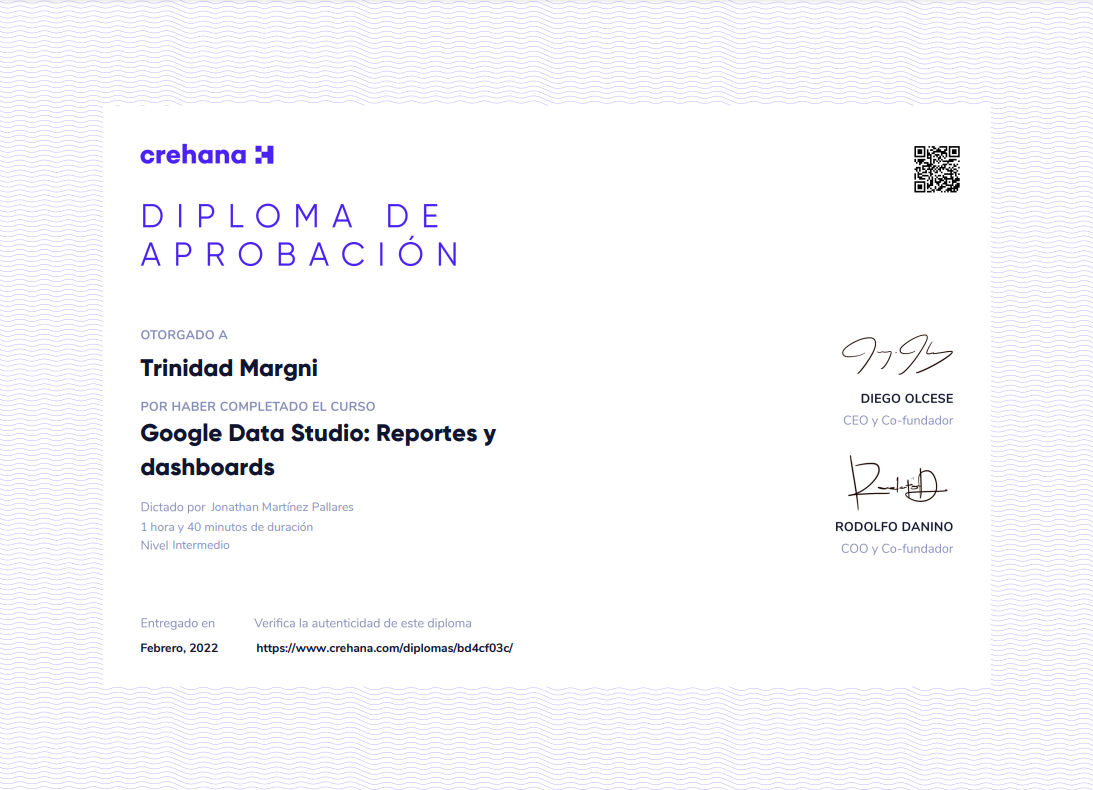 crehana
DIPLOMA DE
APROBACIÓN
OTORGADO A
Trinidad Margni
POR HABER COMPLETADO EL CURSO
Google Data Studio: Reportes y
dashboards
Dictado por Jonathan Martínez Pallares
1 hora y 40 minutos de duración
Nivel Intermedio
DIEGO OLCESE
CEO y Co-fundador
RODOLFO DANINO
COO y Co-fundador
Entregado en
Verifica la autenticidad de este diploma
Febrero, 2022
https://www.crehana.com/diplomas/bd4cf03c/